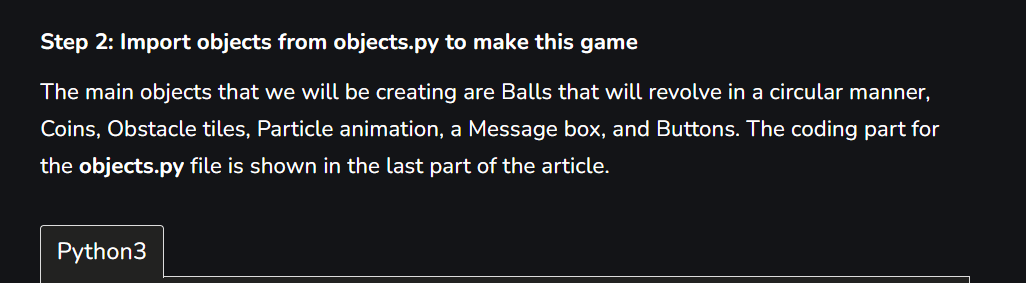 Step 2: Import objects from objects.py to make this game
The main objects that we will be creating are Balls that will revolve in a circular manner,
Coins, Obstacle tiles, Particle animation, a Message box, and Buttons. The coding part for
the objects.py file is shown in the last part of the article.
Python3